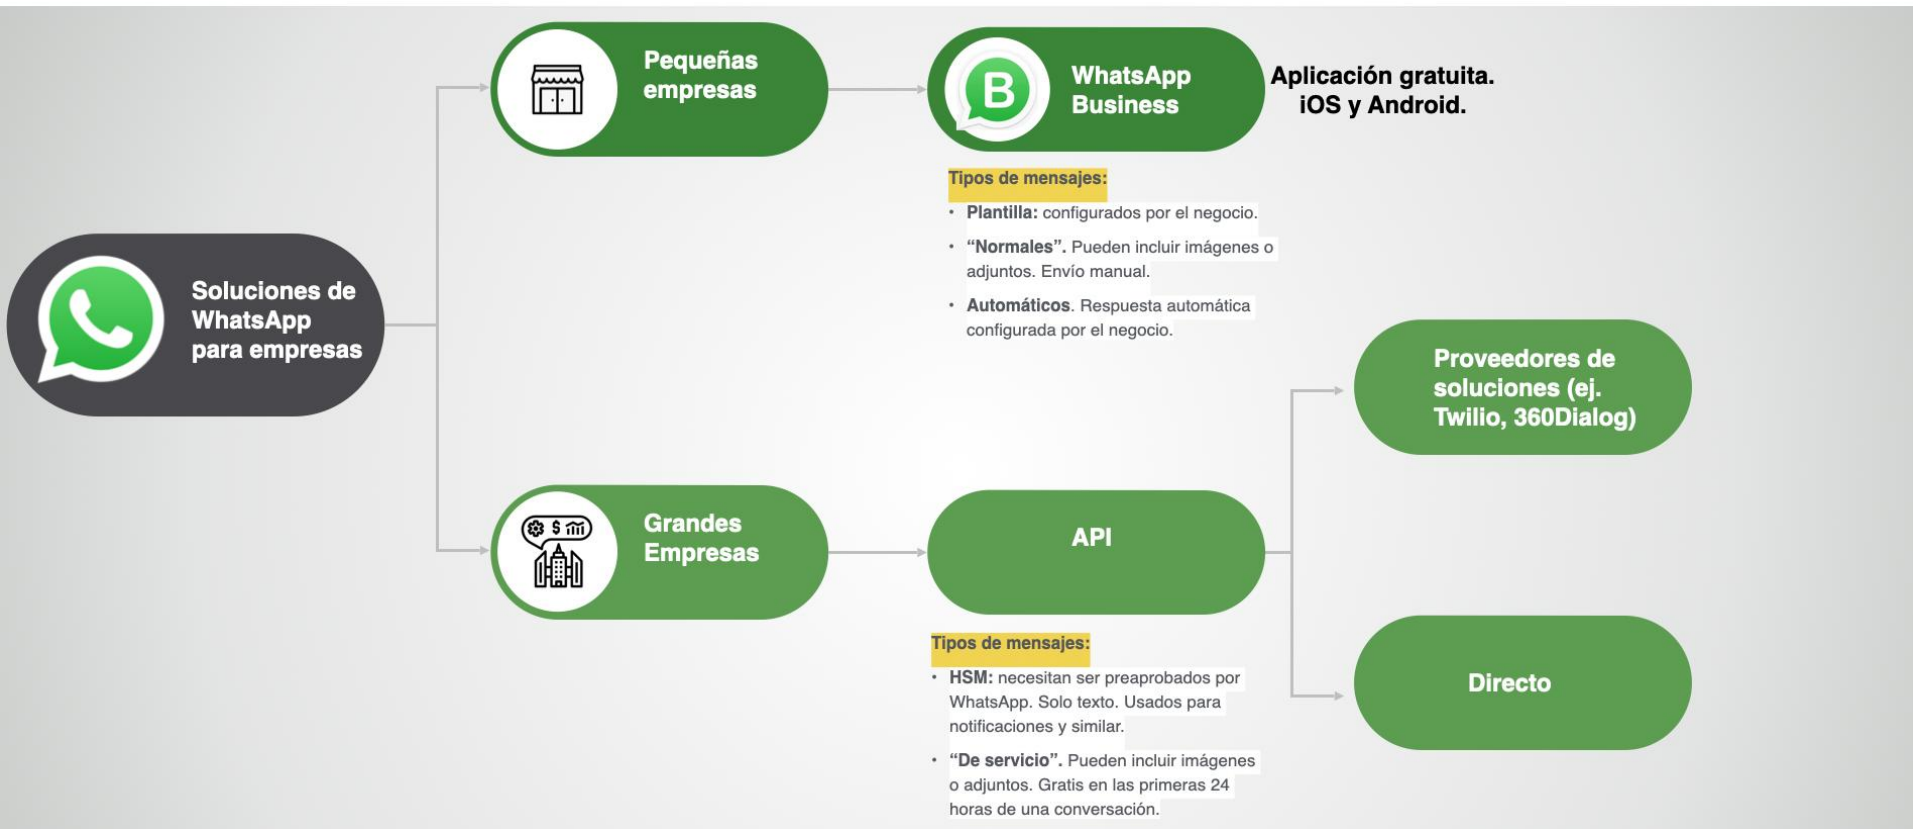 Soluciones de
WhatsApp
para empresas
Pequeñas
empresas
B
WhatsApp
Business
Aplicación gratuita.
iOS y Android.
Tipos de mensajes:
• Plantilla: configurados por el negocio.
• “Normales”. Pueden incluir imágenes o
adjuntos. Envío manual.
• Automáticos. Respuesta automática
configurada por el negocio.
$
Grandes
Empresas
API
Tipos de mensajes:
• HSM: necesitan ser preaprobados por
WhatsApp. Solo texto. Usados para
notificaciones y similar.
• “De servicio”. Pueden incluir imágenes
o adjuntos. Gratis en las primeras 24
horas de una conversación.
Proveedores de
soluciones (ej.
Twilio, 360Dialog)
Directo